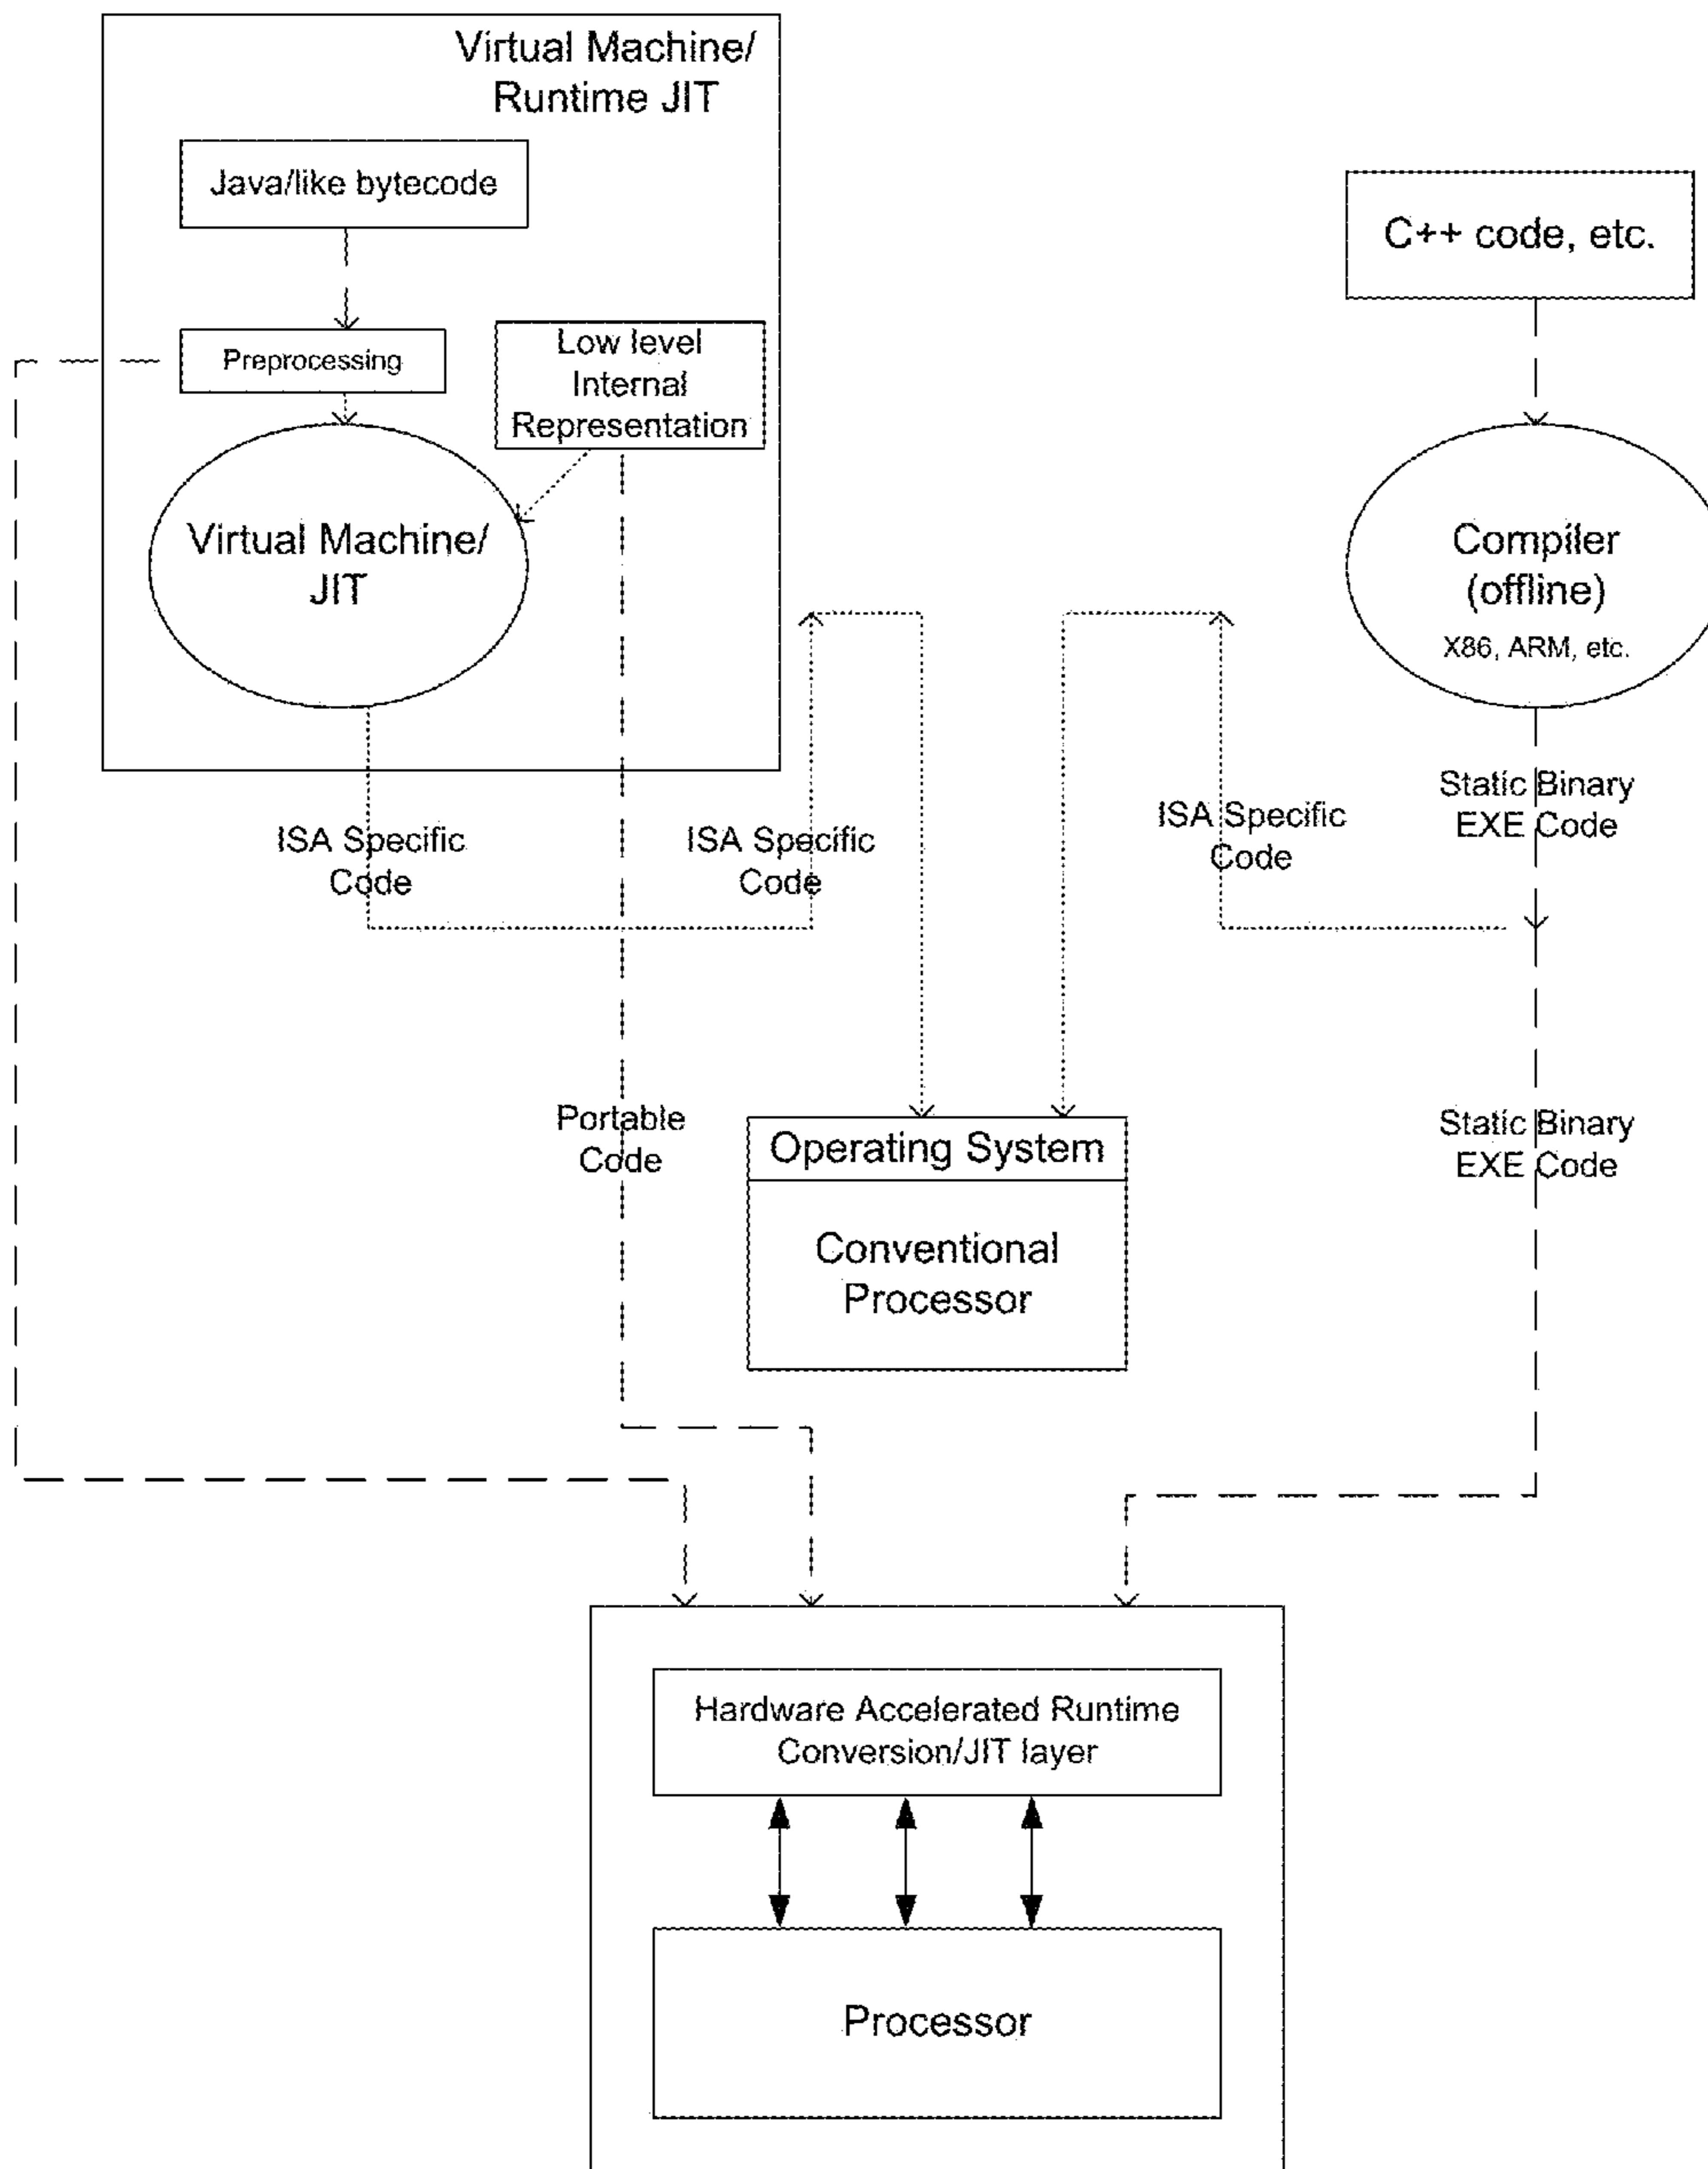 Virtual Machine/
Runtime JIT
Java/like bytecode
C++ code, etc.
Preprocessing
Low level
Internal
Representation
Virtual Machine/
JIT
Compiler
(offline)
X86, ARM, etc.
Static Binary
EXE Code
ISA Specific
Code
ISA Specific
Code
ISA Specific
Code
Portable
Code
Operating System
Conventional
Processor
Static Binary
EXE Code
Hardware Accelerated Runtime
Conversion/JIT layer
Processor